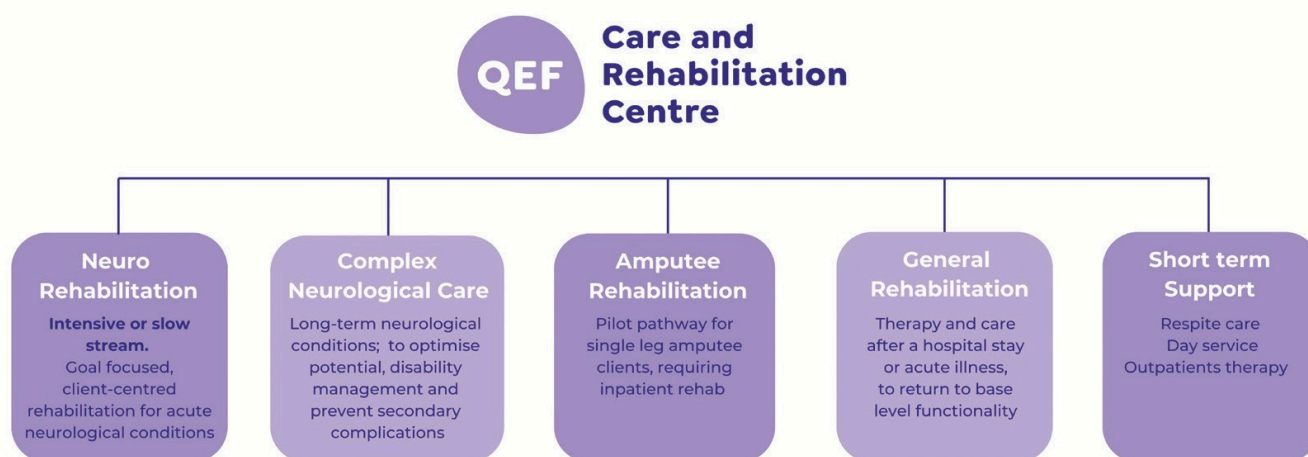 QEF
Care and
Rehabilitation
Centre
Neuro
Rehabilitation
Intensive or slow
stream.
Goal focused,
client-centred
rehabilitation for acute
neurological conditions
Complex
Neurological Care
Long-term neurological
conditions; to optimise
potential, disability
management and
prevent secondary
complications
Amputee
Rehabilitation
Pilot pathway for
single leg amputee
clients, requiring
inpatient rehab
General
Rehabilitation
Therapy and care
after a hospital stay
or acute illness,
to return to base
level functionality
Short term
Support
Respite care
Day service
Outpatients therapy